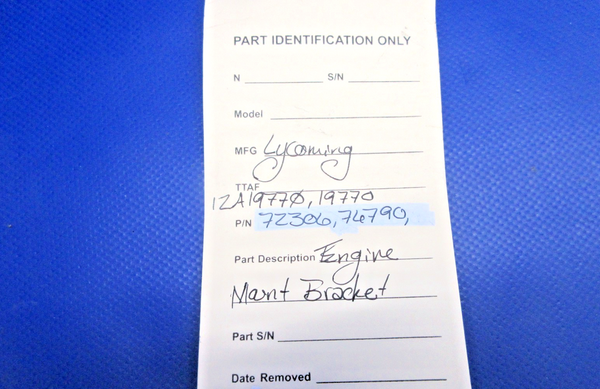 PART IDENTIFICATION ONLY
N S/N
Model
MFG Lycoming
TTAF
12A19770, 19770
P/N 72306, 74790,
Part Description Engine
Mount Bracket
Part S/N
Date Removed